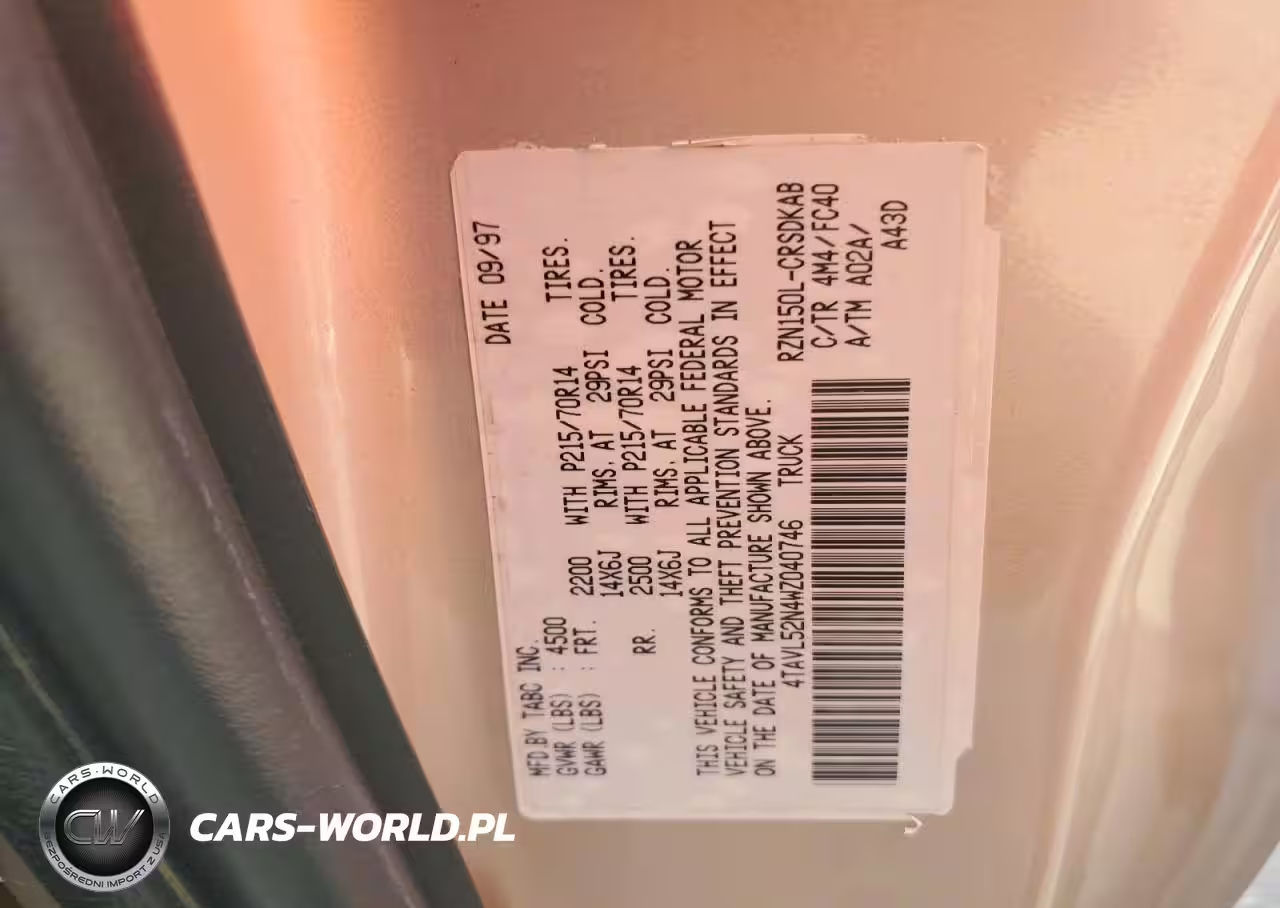 DATE 09/97
MFD.BY TABC INC.
GVWR (LBS) : 4500
GAWR (LBS) : FRT. 2200 WITH P215/70R14 TIRES.
14X6J RIMS. AT 29PSI COLD.
RR. 2500 WITH P215/70R14 TIRES.
14X6J RIMS. AT 29PSI COLD.
THIS VEHICLE CONFORMS TO ALL APPLICABLE FEDERAL MOTOR
VEHICLE SAFETY AND THEFT PREVENTION STANDARDS IN EFFECT
ON THE DATE OF MANUFACTURE SHOWN ABOVE.
4TAVL52N4WZ040746 TRUCK
RZN150L-CRSDKAB
C/TR 4M4/FC40
A/TM A02A/
A43D
CARS-WORLD
CW
BEZPOŚREDNI IMPORT Z USA
CARS-WORLD.PL